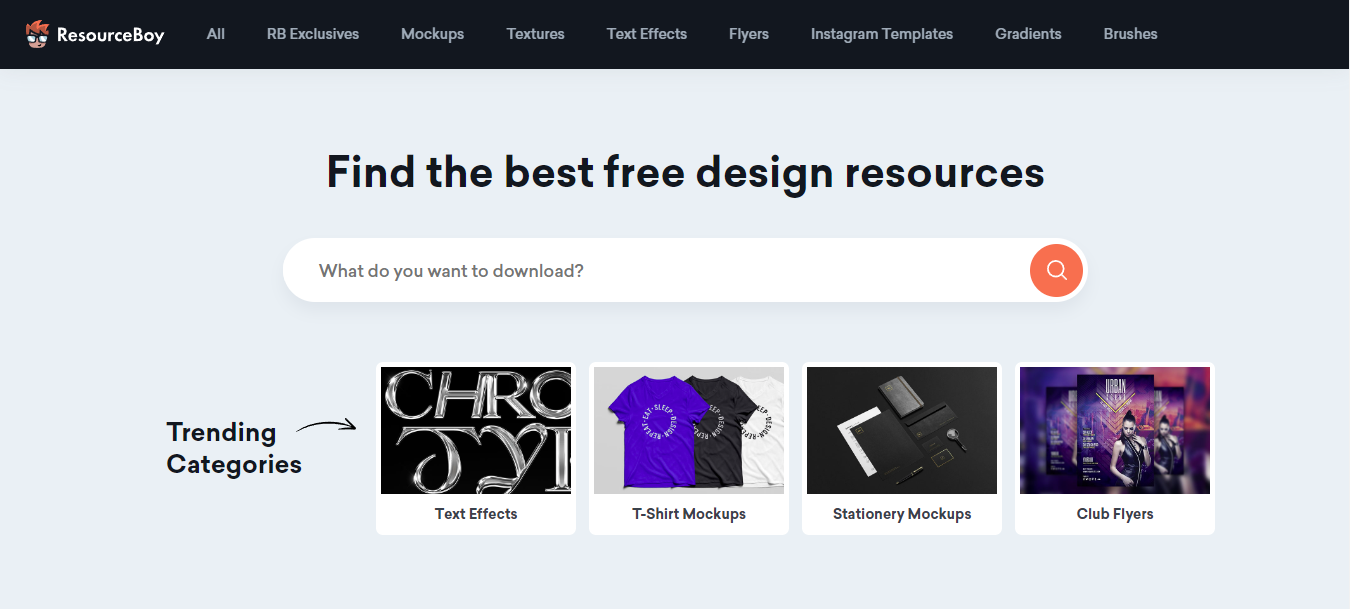 ResourceBoy All RB Exclusives Mockups Textures Text Effects Flyers Instagram Templates Gradients Brushes
Find the best free design resources
What do you want to download?
Trending
Categories
CHRO
TYP
EAT·SLEEP·DESIGN·REPEAT
URBAN
Text Effects T-Shirt Mockups Stationery Mockups Club Flyers